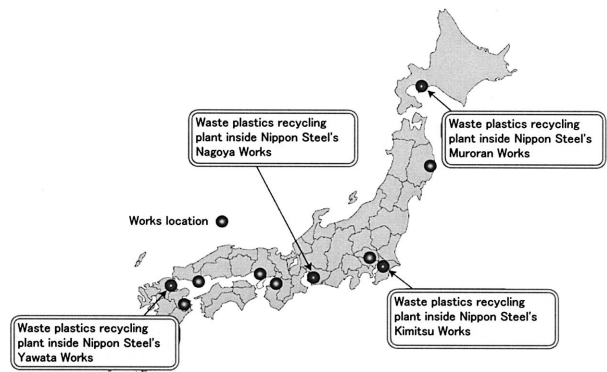 Waste plastics recycling
plant inside Nippon Steel's
Muroran Works
Waste plastics recycling
plant inside Nippon Steel's
Nagoya Works
Works location
Waste plastics recycling
plant inside Nippon Steel's
Kimitsu Works
Waste plastics recycling
plant inside Nippon Steel's
Yawata Works